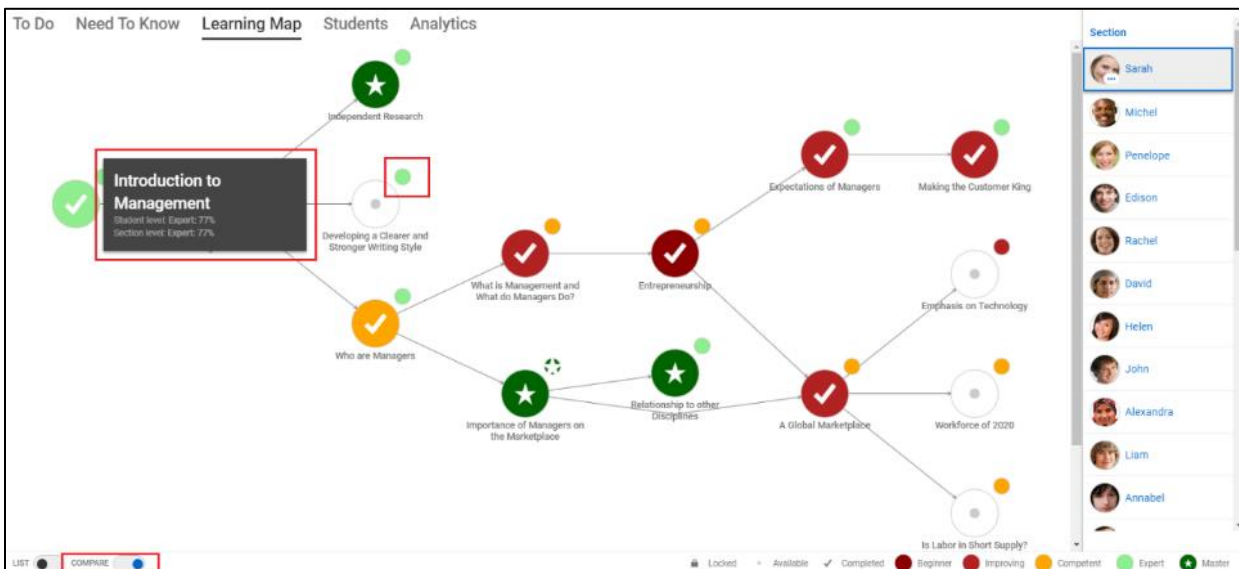 To Do Need To Know Learning Map Students Analytics
Section
Sarah
Michel
Penelope
Edison
Rachel
David
Helen
John
Alexandra
Liam
Annabel
Independent Research
Introduction to
Management
Student level: Expert: 77%
Section level: Expert: 77%
Developing a Clearer and
Stronger Writing Style
Expectations of Managers
Making the Customer King
What is Management and
What do Managers Do?
Entrepreneurship
Emphasis on Technology
Who are Managers
Importance of Managers on
the Marketplace
Relationship to other
Disciplines
A Global Marketplace
Workforce of 2020
Is Labor in Short Supply?
LIST COMPARE
Locked Available Completed Beginner Improving Competent Expert Master